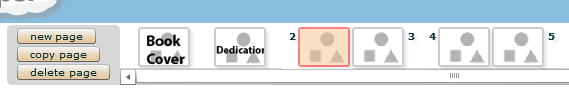 new page
copy page
delete page
Book
Cover
Dedication
2
3
4
5